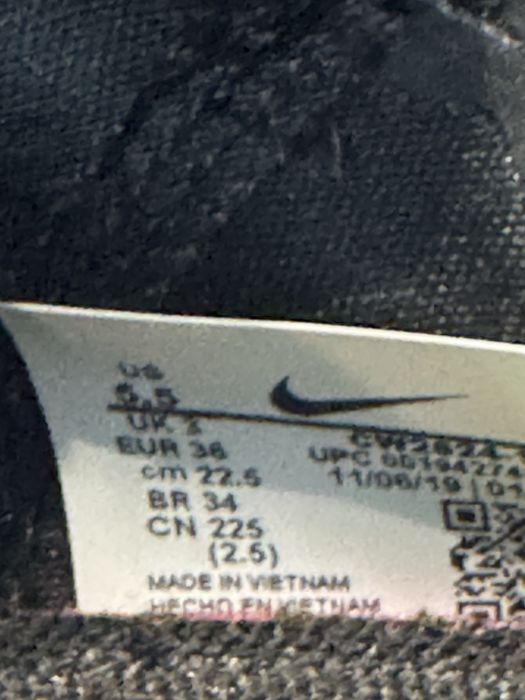 US
5.5
UK
EUR 36
cm 22.5
BR 34
CN 225
(2.5)
MADE IN VIETNAM
HECHO EN VIETNAM
UPC
11/06/19 | 01